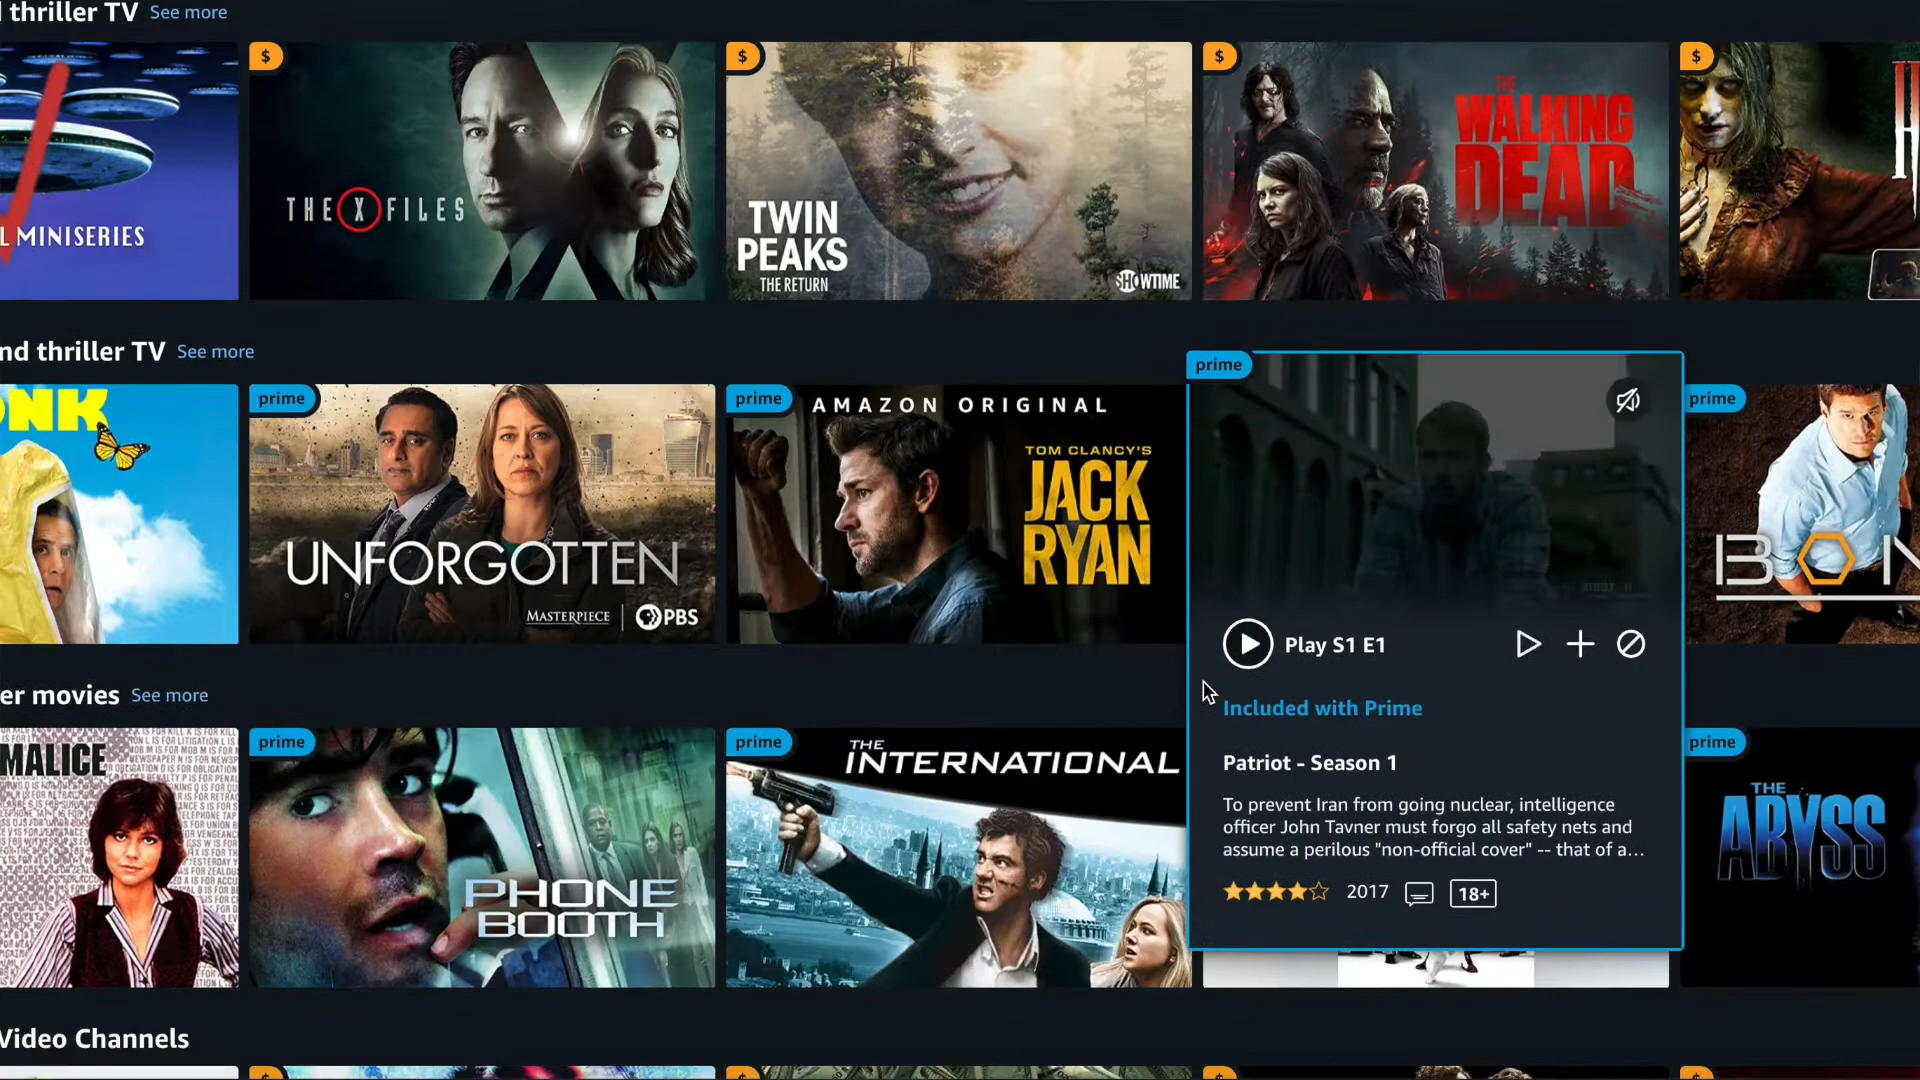 thriller TV See more
L MINISERIES
$
THE X FILES
$
TWIN
PEAKS
THE RETURN
SHOWTIME
$
THE
WALKING
DEAD
$
nd thriller TV See more
ONK
prime
UNFORGOTTEN
MASTERPIECE PBS
prime
AMAZON ORIGINAL
TOM CLANCY'S
JACK
RYAN
prime
Play S1 E1
Included with Prime
Patriot - Season 1
To prevent Iran from going nuclear, intelligence
officer John Tavner must forgo all safety nets and
assume a perilous "non-official cover" -- that of a...
2017 18+
prime
BON
er movies See more
MALICE
prime
PHONE
BOOTH
prime
THE
INTERNATIONAL
prime
THE
ABYSS
Video Channels
$
$
$
$